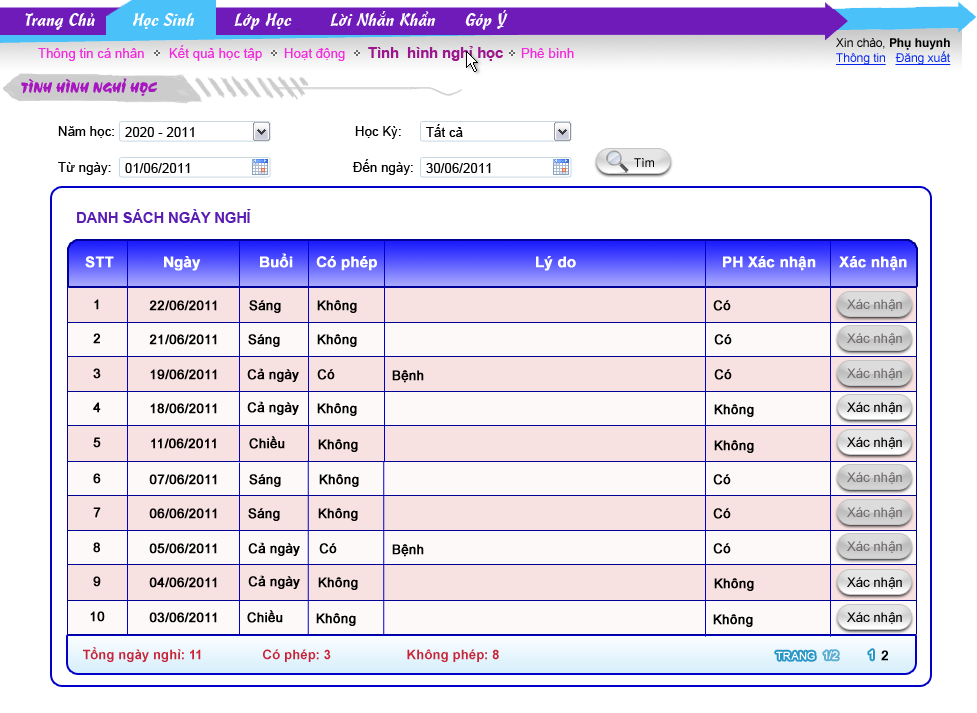 Trang Chủ Học Sinh Lớp Học Lời Nhắn Khẩn Góp Ý
Xin chào, Phụ huynh
Thông tin cá nhân Kết quả học tập Hoạt động Tình hình nghỉ học Phê bình
Thông tin Đăng xuất
TÌNH HÌNH NGHỈ HỌC
Năm học: 2020 - 2011 Học Kỳ: Tất cả
Từ ngày: 01/06/2011 Đến ngày: 30/06/2011 Tìm
DANH SÁCH NGÀY NGHỈ
STT Ngày Buổi Có phép Lý do PH Xác nhận Xác nhận
1 22/06/2011 Sáng Không Có Xác nhận
2 21/06/2011 Sáng Không Có Xác nhận
3 19/06/2011 Cả ngày Có Bệnh Có Xác nhận
4 18/06/2011 Cả ngày Không Không Xác nhận
5 11/06/2011 Chiều Không Không Xác nhận
6 07/06/2011 Sáng Không Có Xác nhận
7 06/06/2011 Sáng Không Có Xác nhận
8 05/06/2011 Cả ngày Có Bệnh Có Xác nhận
9 04/06/2011 Cả ngày Không Không Xác nhận
10 03/06/2011 Chiều Không Không Xác nhận
Tổng ngày nghỉ: 11 Có phép: 3 Không phép: 8 TRANG 1/2 1 2